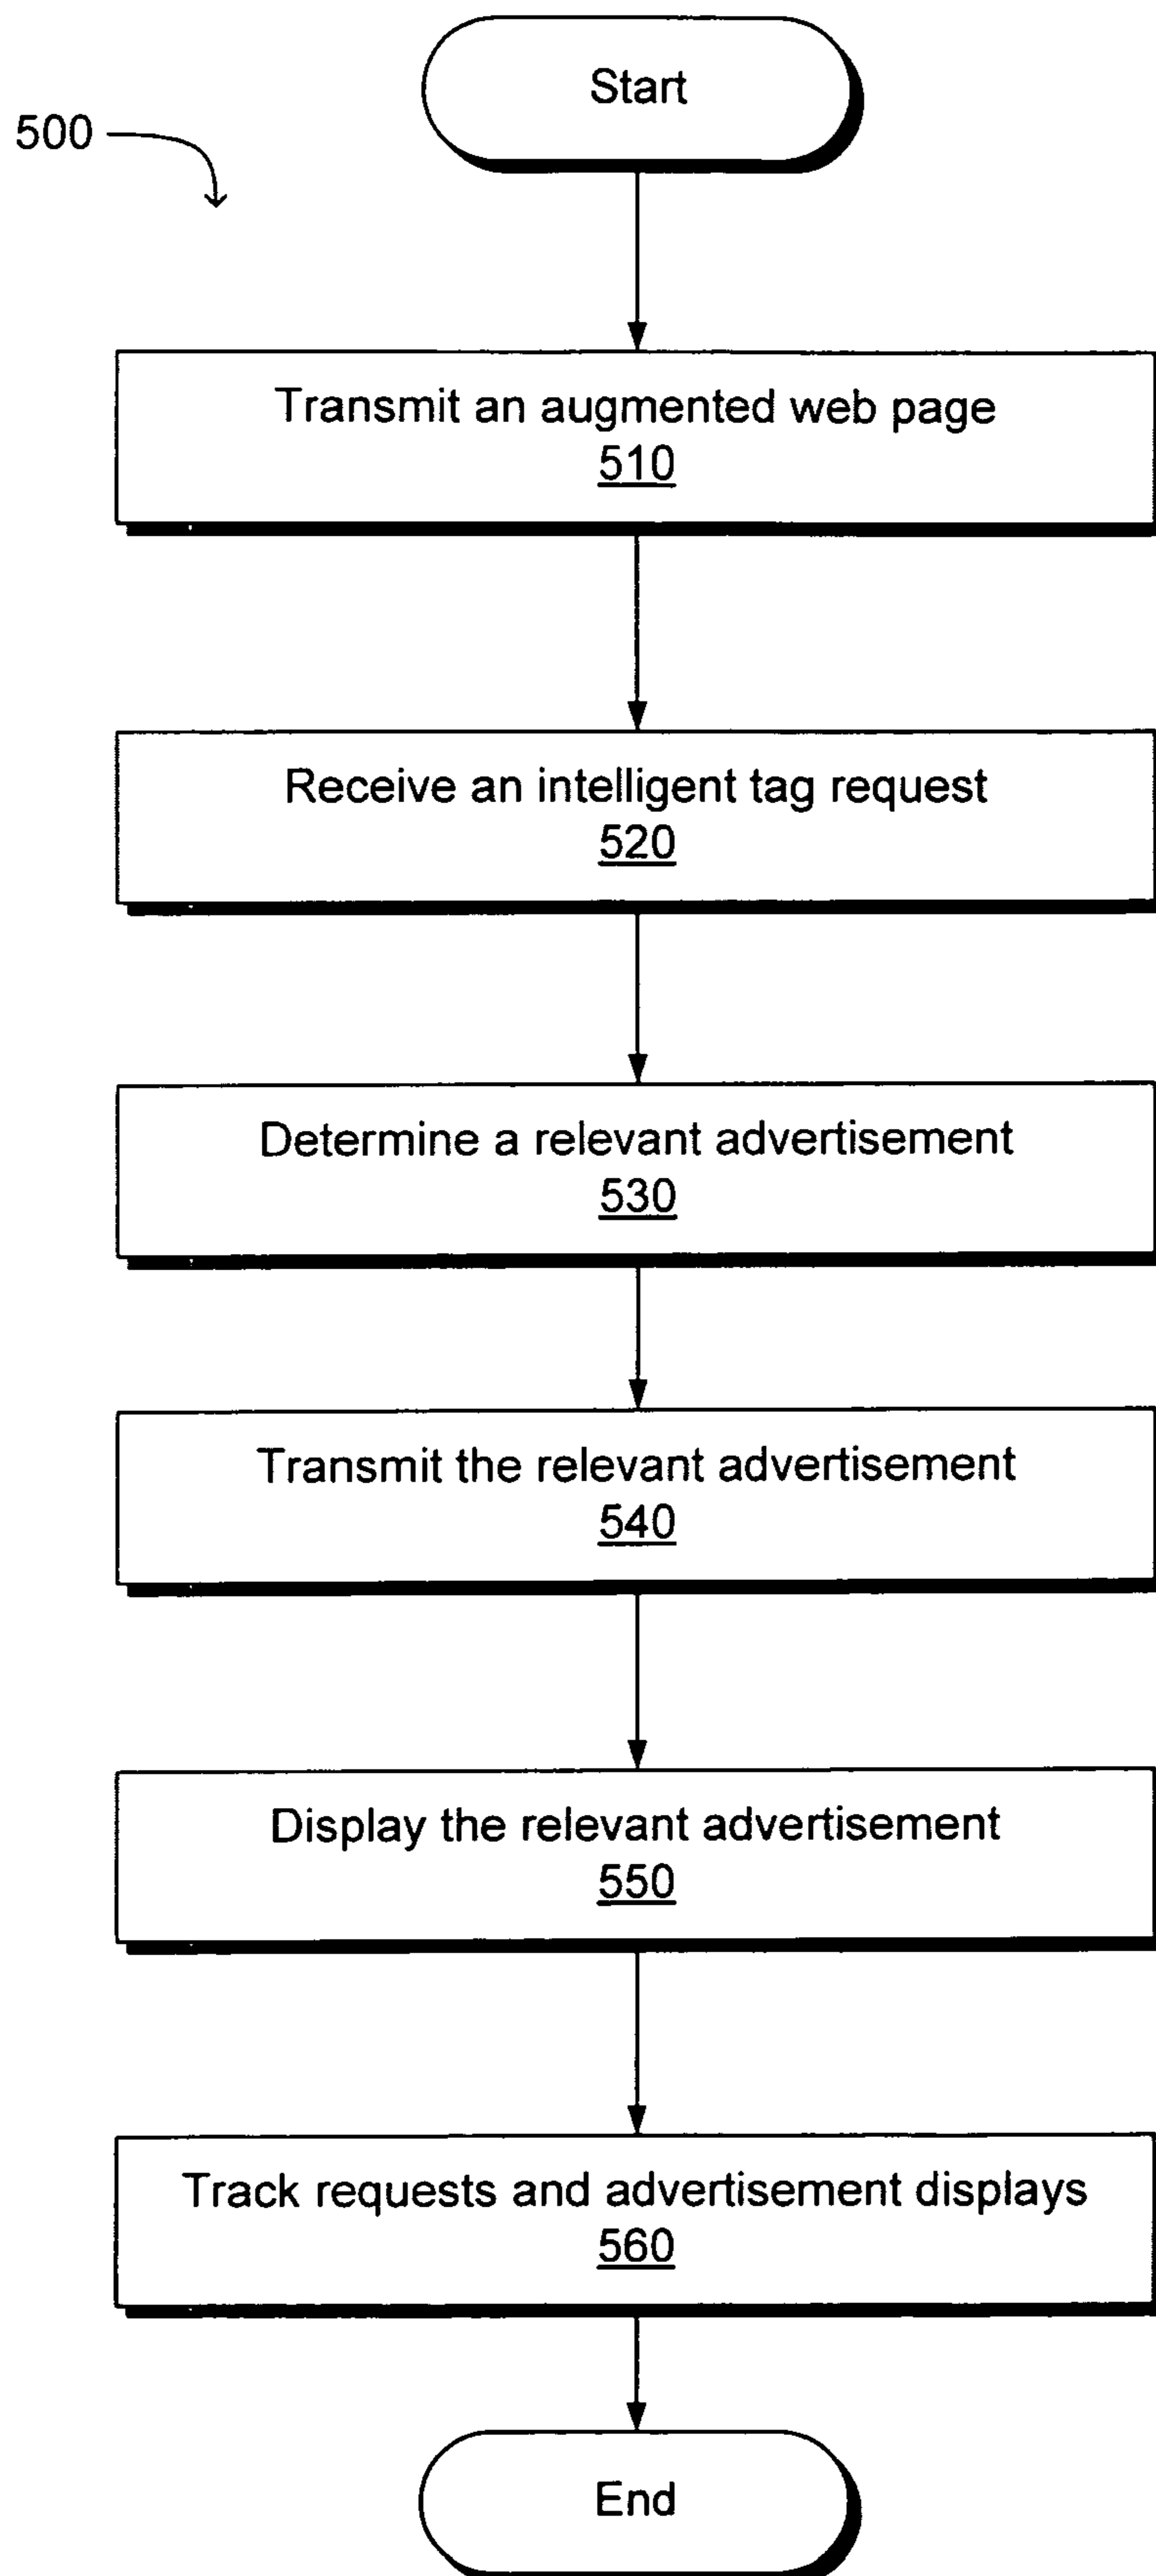 Start
500
Transmit an augmented web page
510
Receive an intelligent tag request
520
Determine a relevant advertisement
530
Transmit the relevant advertisement
540
Display the relevant advertisement
550
Track requests and advertisement displays
560
End